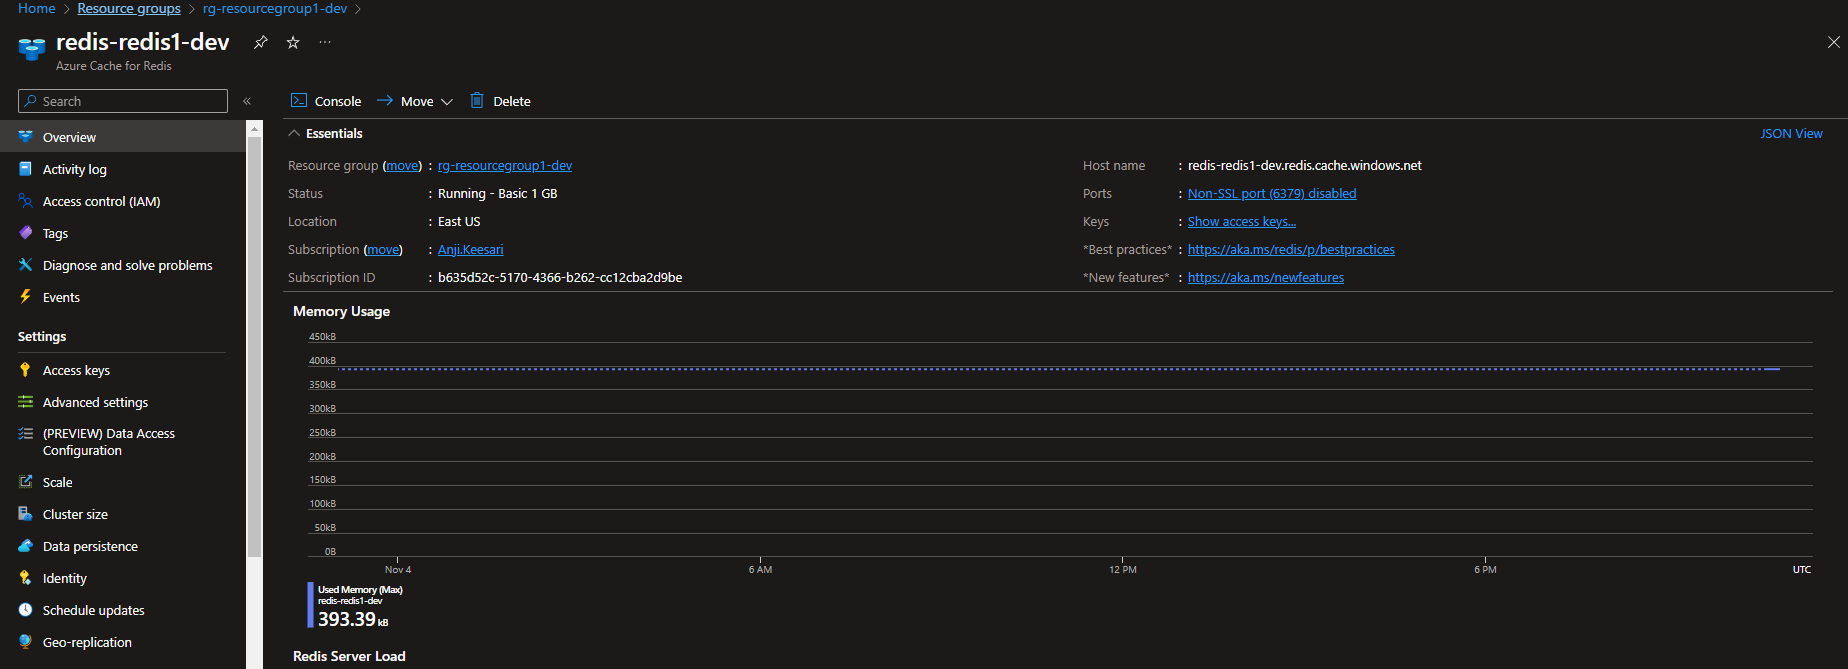 Home > Resource groups > rg-resourcegroup1-dev >
redis-redis1-dev
Azure Cache for Redis
Search
Overview
Activity log
Access control (IAM)
Tags
Diagnose and solve problems
Events
Settings
Access keys
Advanced settings
(PREVIEW) Data Access
Configuration
Scale
Cluster size
Data persistence
Identity
Schedule updates
Geo-replication
Console Move Delete
Essentials JSON View
Resource group (move) : rg-resourcegroup1-dev
Status : Running - Basic 1 GB
Location : East US
Subscription (move) : Anji.Keesari
Subscription ID : b635d52c-5170-4366-b262-cc12cba2d9be
Host name : redis-redis1-dev.redis.cache.windows.net
Ports : Non-SSL port (6379) disabled
Keys : Show access keys...
*Best practices* : https://aka.ms/redis/p/bestpractices
*New features* : https://aka.ms/newfeatures
Memory Usage
450kB
400kB
350kB
300kB
250kB
200kB
150kB
100kB
50kB
0B
Nov 4 6 AM 12 PM 6 PM UTC
Used Memory (Max)
redis-redis1-dev
393.39 kB
Redis Server Load